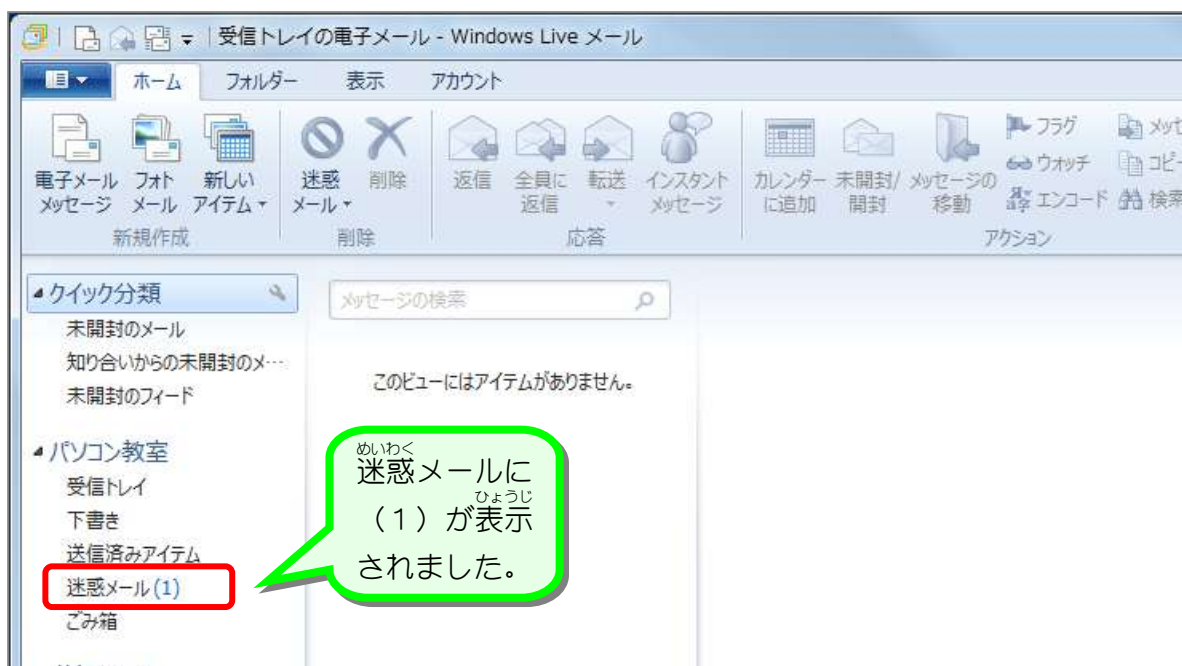 受信トレイの電子メール - Windows Live メール
ホーム フォルダー 表示 アカウント
電子メール
メッセージ
フォト
メール
新しい
アイテム
新規作成
迷惑
メール
削除
削除
返信
全員に
返信
転送
インスタント
メッセージ
応答
カレンダー
に追加
未開封/
開封
メッセージの
移動
フラグ
ウォッチ
エンコード
メッセ
コピー
検索
アクション
クイック分類
未開封のメール
知り合いからの未開封のメ…
未開封のフィード
パソコン教室
受信トレイ
下書き
送信済みアイテム
迷惑メール (1)
ごみ箱
メッセージの検索
このビューにはアイテムがありません。
めいわく
迷惑メールに
ひょうじ
（1）が表示
されました。